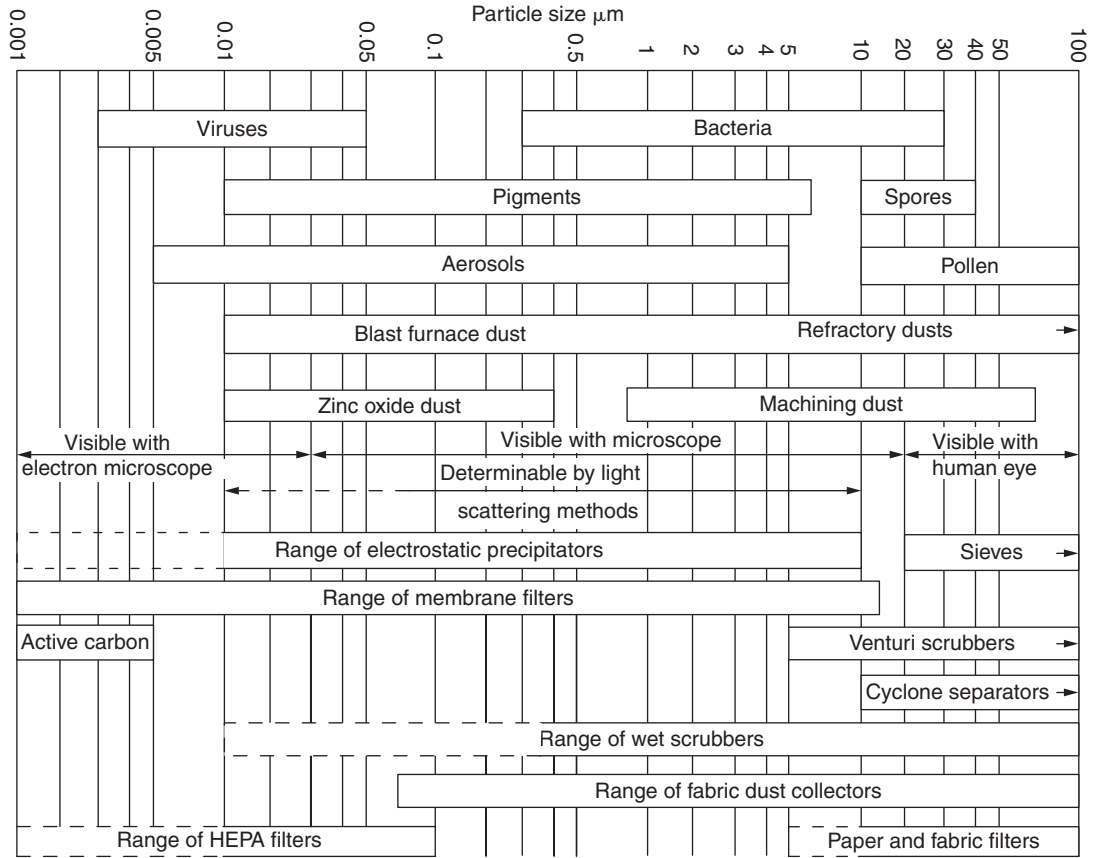 Particle size μm
0.001 0.005 0.01 0.05 0.1 0.5 1 2 3 4 5 10 20 30 40 50 100
Viruses Bacteria
Pigments Spores
Aerosols Pollen
Blast furnace dust Refractory dusts
Zinc oxide dust Machining dust
Visible with
electron microscope
Visible with microscope
Visible with
human eye
Determinable by light
scattering methods
Range of electrostatic precipitators Sieves
Range of membrane filters
Active carbon Venturi scrubbers
Cyclone separators
Range of wet scrubbers
Range of fabric dust collectors
Range of HEPA filters Paper and fabric filters